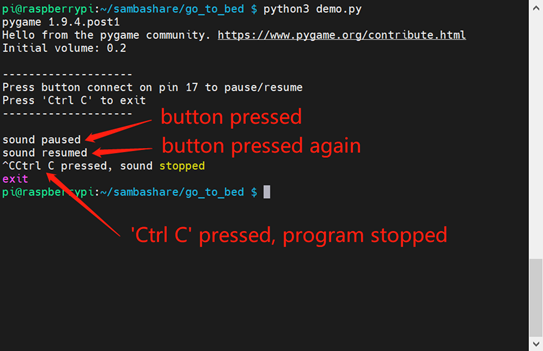 pi@raspberrypi:~/sambashare/go_to_bed $ python3 demo.py
pygame 1.9.4.post1
Hello from the pygame community. https://www.pygame.org/contribute.html
Initial volume: 0.2
-------------------
Press button connect on pin 17 to pause/resume
Press 'Ctrl C' to exit
-------------------
button pressed
sound paused
button pressed again
sound resumed
^CCtrl C pressed, sound stopped
exit
pi@raspberrypi:~/sambashare/go_to_bed $
'Ctrl C' pressed, program stopped